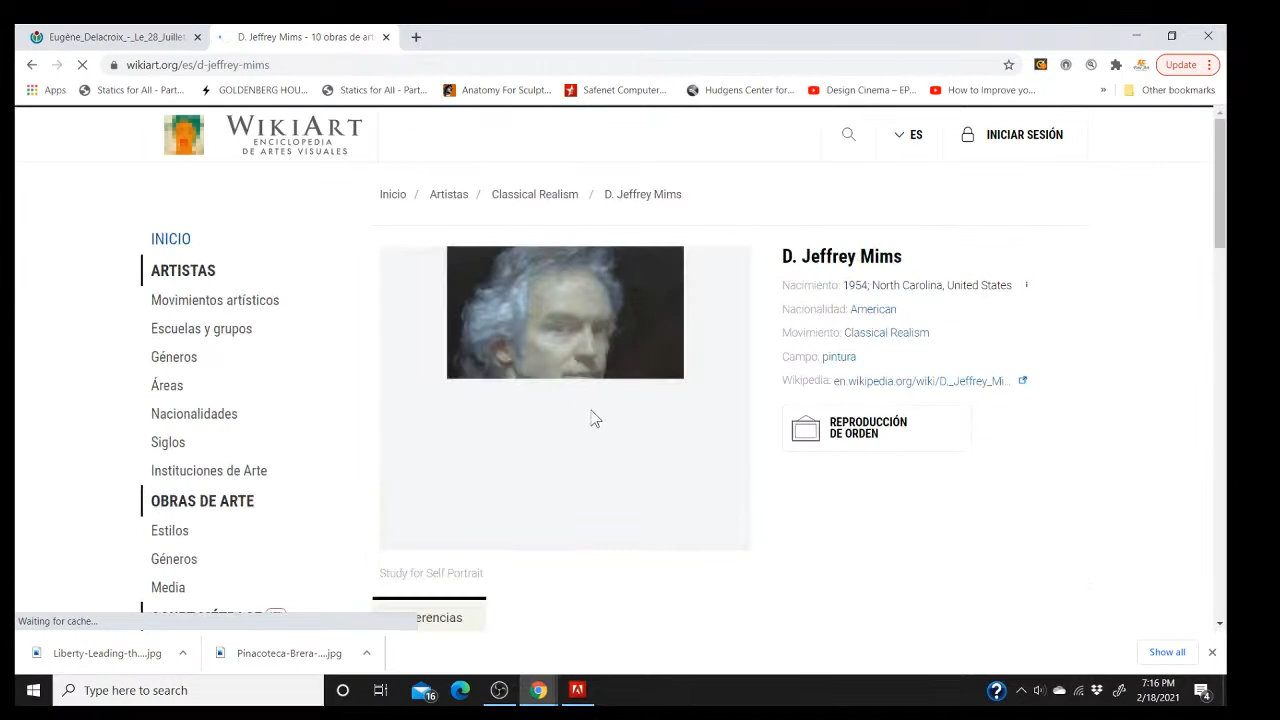 Eugène_Delacroix_-_Le_28_Juillet
D. Jeffrey Mims - 10 obras de art
wikiart.org/es/d-jeffrey-mims
Update
Apps
Statics for All - Part...
GOLDENBERG HOU...
Statics for All - Part...
Anatomy For Sculpt...
Safenet Computer...
Hudgens Center for...
Design Cinema – EP...
How to Improve yo...
»
Other bookmarks
WIKIART
ENCICLOPEDIA
DE ARTES VISUALES
ES
INICIAR SESIÓN
Inicio / Artistas / Classical Realism / D. Jeffrey Mims
INICIO
ARTISTAS
Movimientos artísticos
Escuelas y grupos
Géneros
Áreas
Nacionalidades
Siglos
Instituciones de Arte
OBRAS DE ARTE
Estilos
Géneros
Media
D. Jeffrey Mims
Nacimiento: 1954; North Carolina, United States
Nacionalidad: American
Movimiento: Classical Realism
Campo: pintura
Wikipedia: en.wikipedia.org/wiki/D._Jeffrey_Mi...
REPRODUCCIÓN
DE ORDEN
Study for Self Portrait
erencias
Waiting for cache...
Liberty-Leading-th....jpg
Pinacoteca-Brera-....jpg
Show all
Type here to search
16
7:16 PM
2/18/2021
4